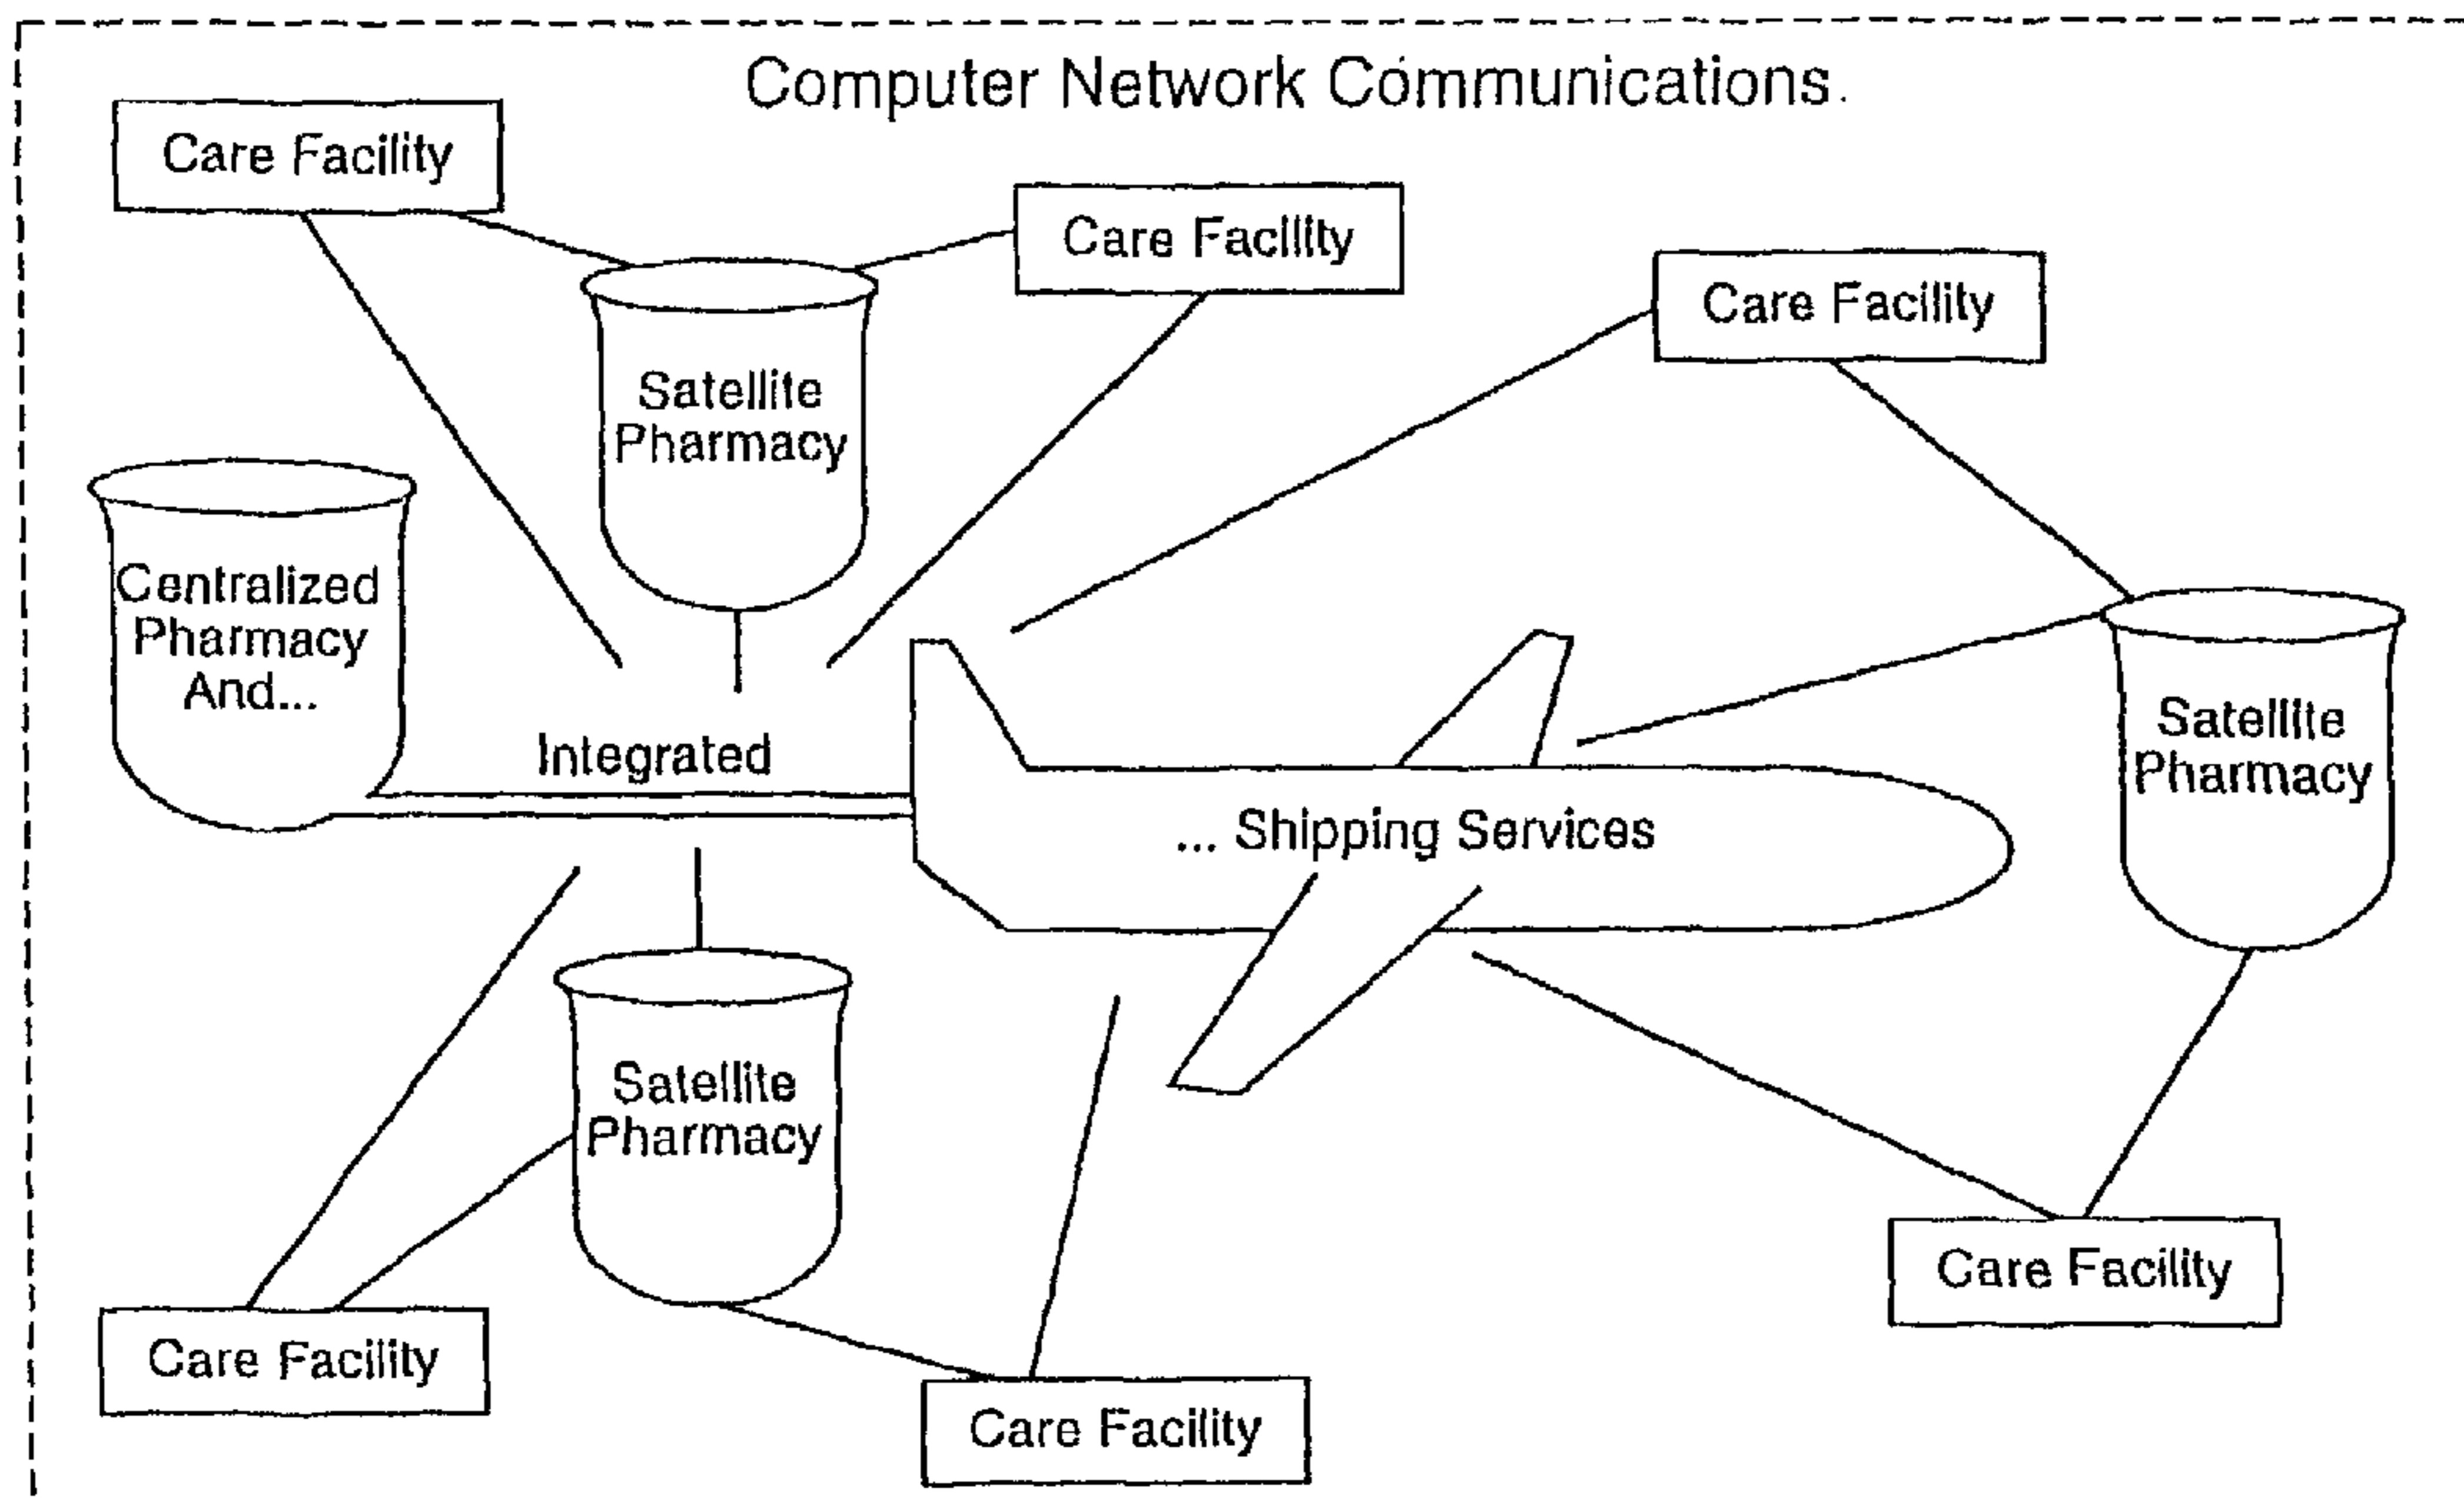 Computer Network Communications.
Care Facility
Care Facility
Care Facility
Satellite
Pharmacy
Centralized
Pharmacy
And...
Integrated
... Shipping Services
Satellite
Pharmacy
Satellite
Pharmacy
Care Facility
Care Facility
Care Facility